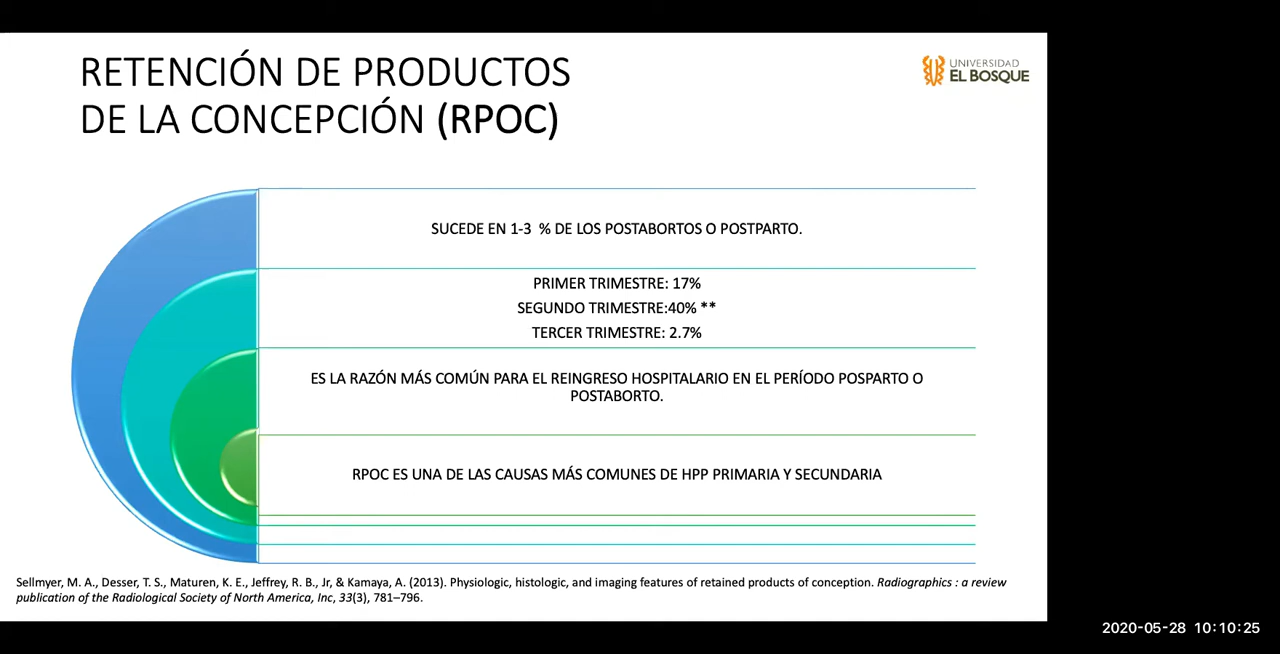 RETENCIÓN DE PRODUCTOS
DE LA CONCEPCIÓN (RPOC)
UNIVERSIDAD
EL BOSQUE
SUCEDE EN 1-3 % DE LOS POSTABORTOS O POSTPARTO.
PRIMER TRIMESTRE: 17%
SEGUNDO TRIMESTRE:40% **
TERCER TRIMESTRE: 2.7%
ES LA RAZÓN MÁS COMÚN PARA EL REINGRESO HOSPITALARIO EN EL PERÍODO POSPARTO O
POSTABORTO.
RPOC ES UNA DE LAS CAUSAS MÁS COMUNES DE HPP PRIMARIA Y SECUNDARIA
Sellmyer, M. A., Desser, T. S., Maturen, K. E., Jeffrey, R. B., Jr, & Kamaya, A. (2013). Physiologic, histologic, and imaging features of retained products of conception. Radiographics : a review
publication of the Radiological Society of North America, Inc, 33(3), 781–796.
2020-05-28 10:10:25